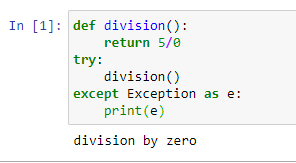 In [1]: def division():
    return 5/0
try:
    division()
except Exception as e:
    print(e)
division by zero